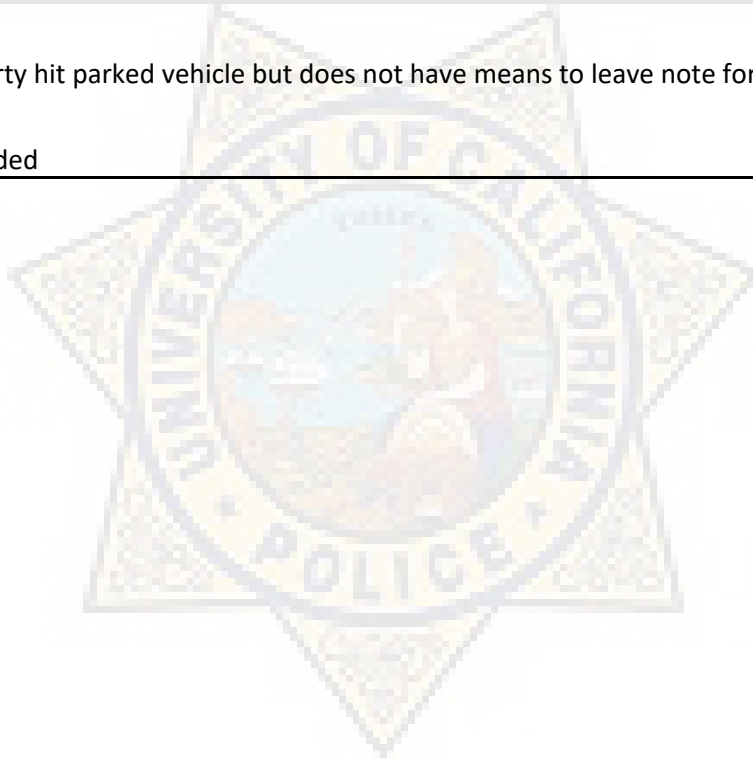 rty hit parked vehicle but does not have means to leave note for
ded
UNIVERSITY OF CALIFORNIA
POLICE